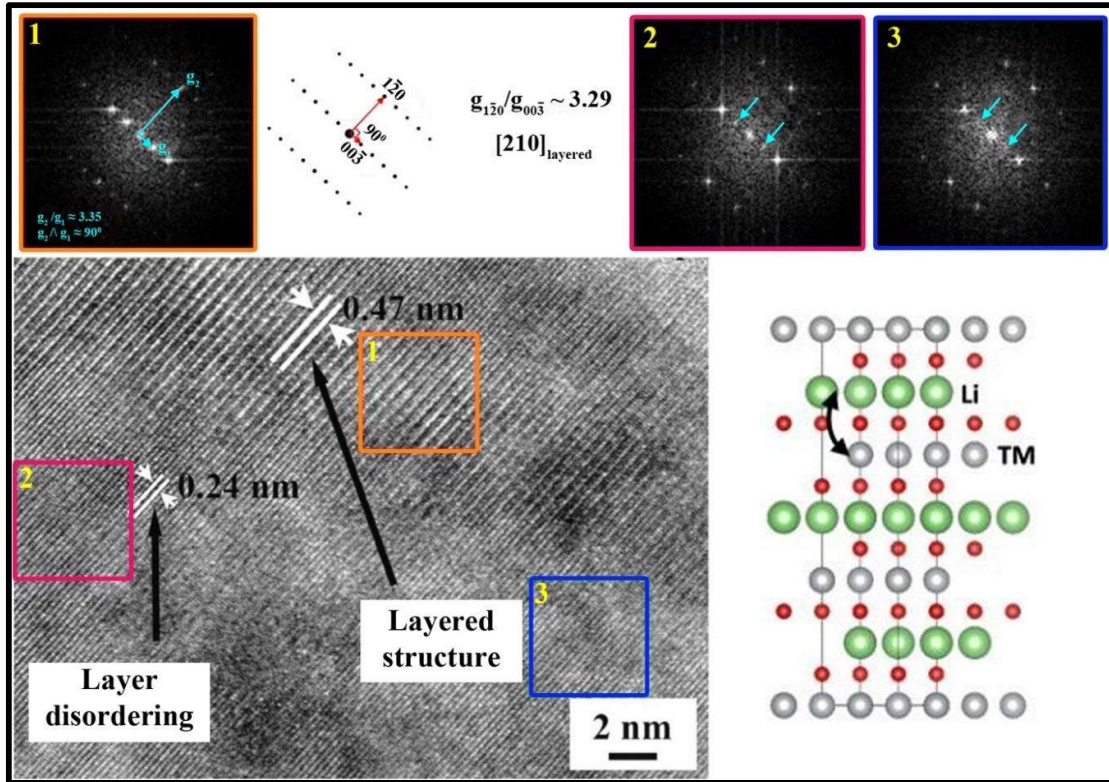 1
g₂
g₁
g₂ /g₁ ≈ 3.35
g₂ /\ g₁ ≈ 90⁰
12̄0
90⁰
003̄
g₁₂̄₀/g₀₀₃̄ ~ 3.29
[210]layered
2
3
0.47 nm
1
2
0.24 nm
3
Layered
structure
Layer
disordering
2 nm
Li
TM